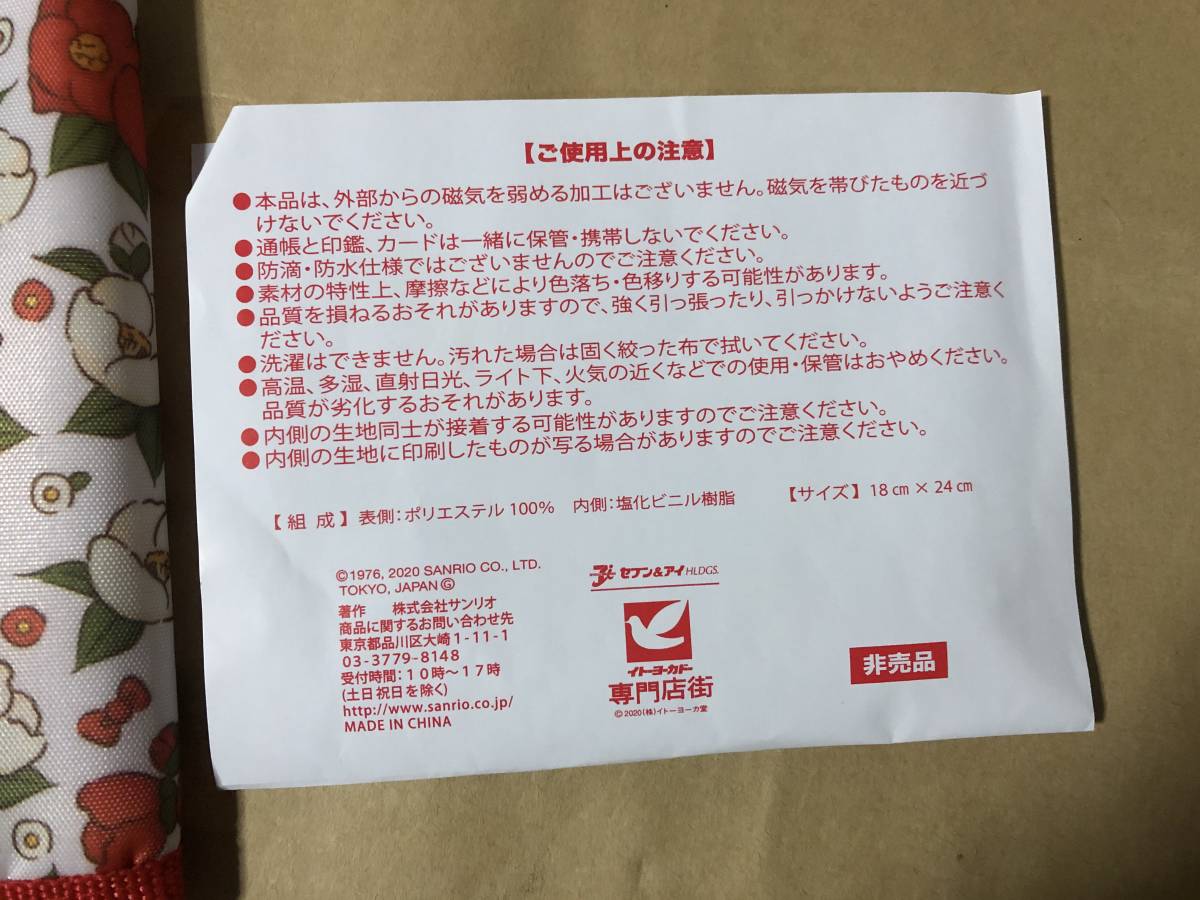 【ご使用上の注意】
●本品は、外部からの磁気を弱める加工はございません。磁気を帯びたものを近づ
けないでください。
●通帳と印鑑、カードは一緒に保管・携帯しないでください。
●防滴・防水仕様ではございませんのでご注意ください。
●素材の特性上、摩擦などにより色落ち・色移りする可能性があります。
●品質を損ねるおそれがありますので、強く引っ張ったり、引っかけないようご注意く
ださい。
●洗濯はできません。汚れた場合は固く絞った布で拭いてください。
●高温、多湿、直射日光、ライト下、火気の近くなどでの使用・保管はおやめください。
品質が劣化するおそれがあります。
●内側の生地同士が接着する可能性がありますのでご注意ください。
●内側の生地に印刷したものが写る場合がありますのでご注意ください。
【組成】表側：ポリエステル100% 内側：塩化ビニル樹脂 【サイズ】18㎝×24㎝
©1976, 2020 SANRIO CO., LTD.
TOKYO, JAPAN Ⓖ
著作 株式会社サンリオ
商品に関するお問い合わせ先
東京都品川区大崎1-11-1
03-3779-8148
受付時間：10時〜17時
(土日祝日を除く)
http://www.sanrio.co.jp/
MADE IN CHINA
セブン&アイHLDGS.
イトーヨーカドー
専門店街
©2020(株)イトーヨーカ堂
非売品